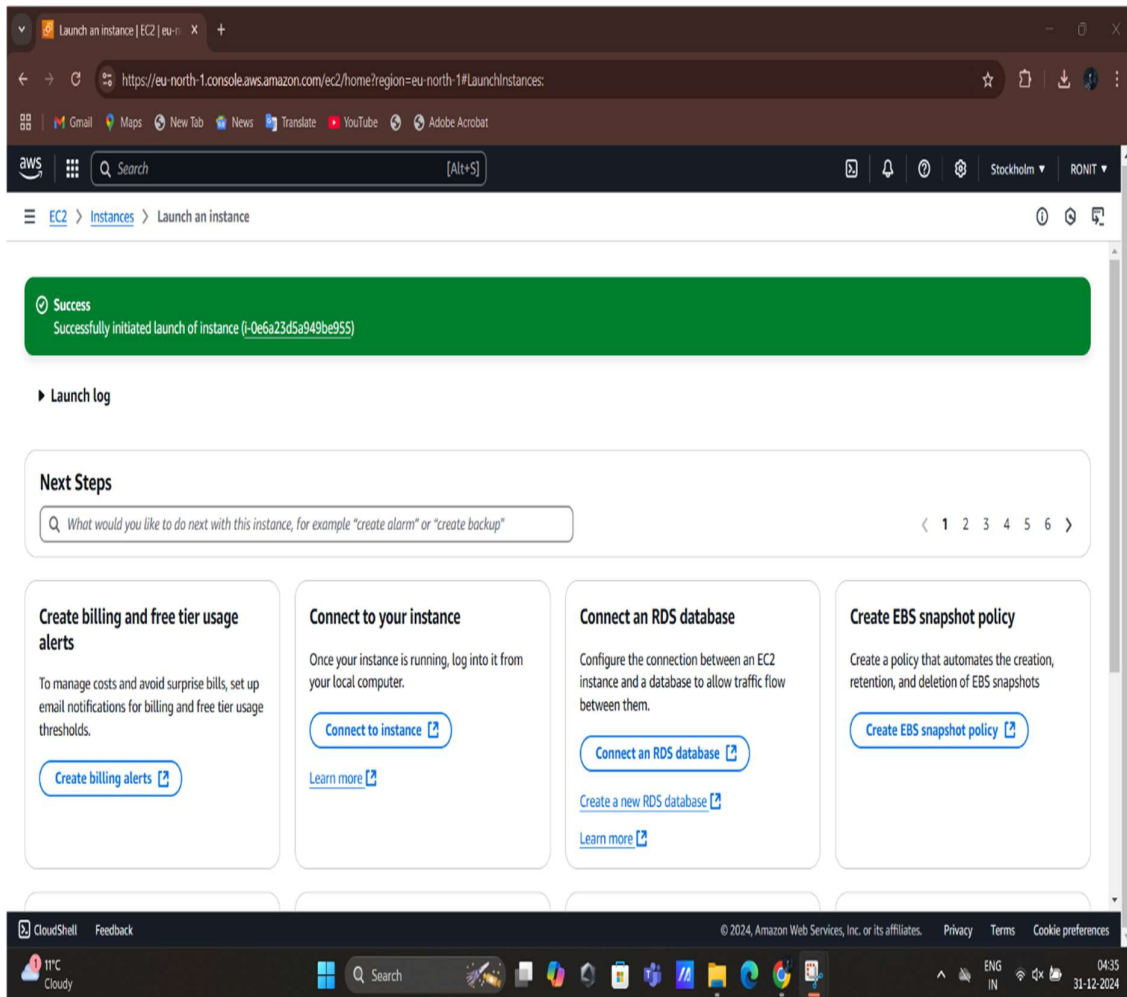 Launch an instance | EC2 | eu-n
https://eu-north-1.console.aws.amazon.com/ec2/home?region=eu-north-1#LaunchInstances:
Gmail Maps New Tab News Translate YouTube Adobe Acrobat
aws Search [Alt+S] Stockholm RONIT
EC2 > Instances > Launch an instance
Success
Successfully initiated launch of instance (i-0e6a23d5a949be955)
Launch log
Next Steps
What would you like to do next with this instance, for example "create alarm" or "create backup"
1 2 3 4 5 6
Create billing and free tier usage
alerts
To manage costs and avoid surprise bills, set up
email notifications for billing and free tier usage
thresholds.
Create billing alerts
Connect to your instance
Once your instance is running, log into it from
your local computer.
Connect to instance
Learn more
Connect an RDS database
Configure the connection between an EC2
instance and a database to allow traffic flow
between them.
Connect an RDS database
Create a new RDS database
Learn more
Create EBS snapshot policy
Create a policy that automates the creation,
retention, and deletion of EBS snapshots
Create EBS snapshot policy
CloudShell Feedback © 2024, Amazon Web Services, Inc. or its affiliates. Privacy Terms Cookie preferences
1
11°C
Cloudy
Search
ENG
IN
04:35
31-12-2024